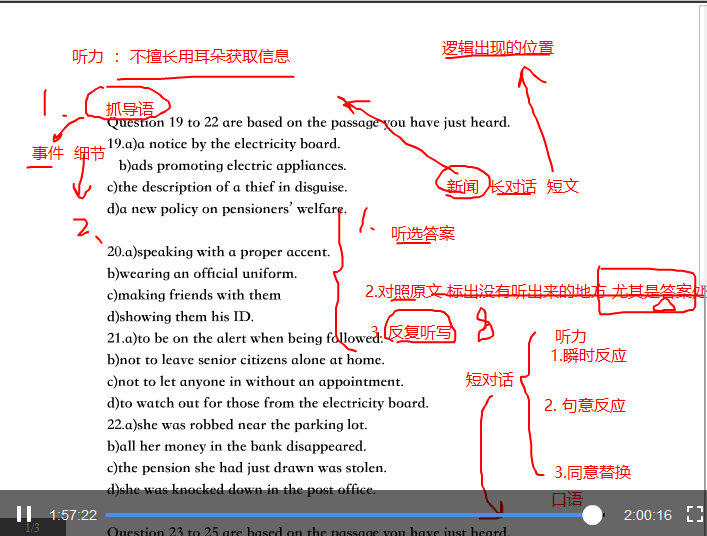 听力 ： 不擅长用耳朵获取信息
逻辑出现的位置
1.
抓导语
Question 19 to 22 are based on the passage you have just heard.
19.a)a notice by the electricity board.
事件 细节
b)ads promoting electric appliances.
c)the description of a thief in disguise.
新闻 长对话 短文
d)a new policy on pensioners’ welfare.
2、
1.
听选答案
20.a)speaking with a proper accent.
b)wearing an official uniform.
c)making friends with them
2.对照原文 标出没有听出来的地方 尤其是答案处
d)showing them his ID.
21.a)to be on the alert when being followed.
3 反复听写
8
听力
b)not to leave senior citizens alone at home.
1.瞬时反应
c)not to let anyone in without an appointment.
短对话
d)to watch out for those from the electricity board.
2. 句意反应
22.a)she was robbed near the parking lot.
b)all her money in the bank disappeared.
c)the pension she had just drawn was stolen.
3.同意替换
d)she was knocked down in the post office.
口语
1:57:22
2:00:16
1/3
Question 23 to 25 are based on the passage you have just heard.